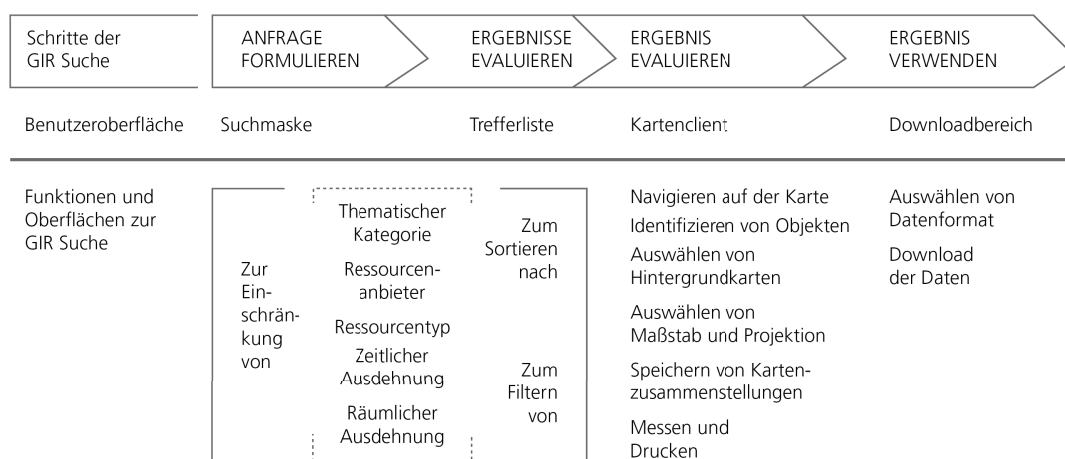 Schritte der
GIR Suche
ANFRAGE
FORMULIEREN
ERGEBNISSE
EVALUIEREN
ERGEBNIS
EVALUIEREN
ERGEBNIS
VERWENDEN
Benutzeroberfläche
Suchmaske
Trefferliste
Kartenclient
Downloadbereich
Funktionen und
Oberflächen zur
GIR Suche
Zur
Ein-
schrän-
kung
von
Thematischer
Kategorie
Ressourcen-
anbieter
Ressourcentyp
Zeitlicher
Ausdehnung
Räumlicher
Ausdehnung
Zum
Sortieren
nach
Zum
Filtern
von
Navigieren auf der Karte
Identifizieren von Objekten
Auswählen von
Hintergrundkarten
Auswählen von
Maßstab und Projektion
Speichern von Karten-
zusammenstellungen
Messen und
Drucken
Auswählen von
Datenformat
Download
der Daten